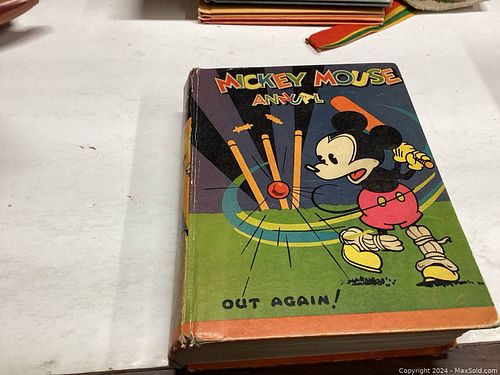 MICKEY MOUSE
ANNUAL
OUT AGAIN!
Copyright © 2024 - MaxSold.com